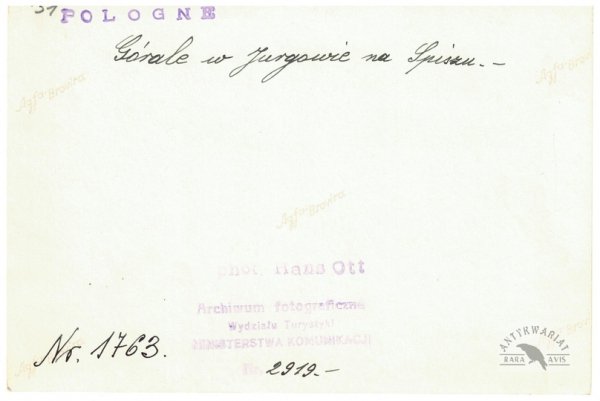 POLOGNE
Górale w Jurgowie na Spiszu.-
Agfa-Brovira
Agfa-Brovira
Agfa-Brovira
phot. Hans Ott
Archiwum fotograficzne
Wydziału Turystyki
MINISTERSTWA KOMUNIKACJI
Nr. 2919.-
Nr. 1763.
ANTYKWARIAT
RARA AVIS